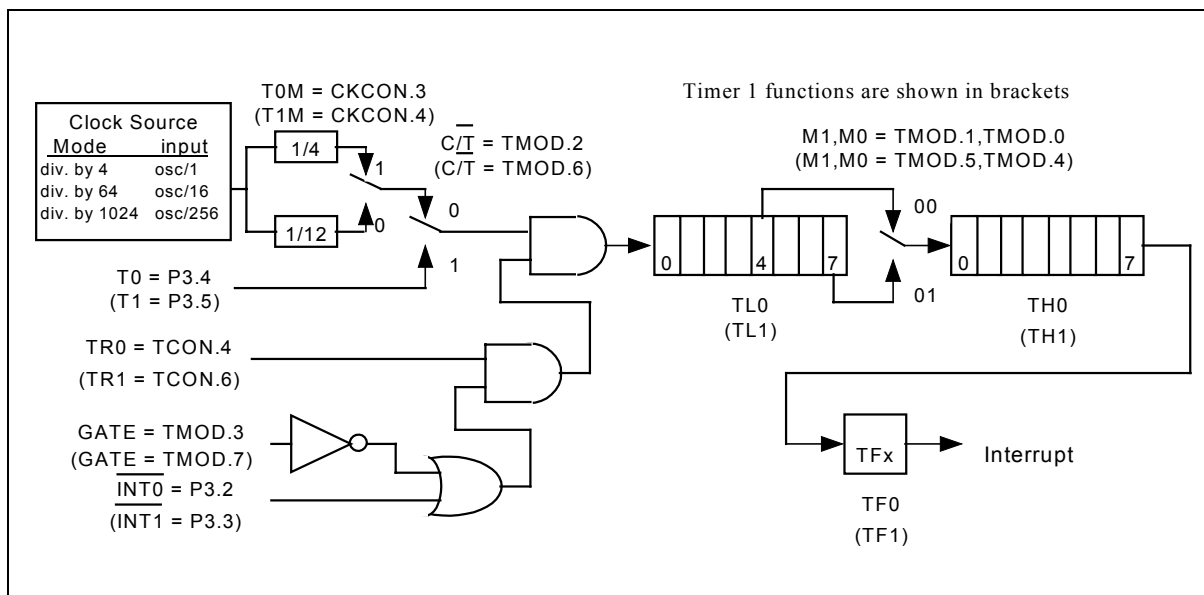 T0M = CKCON.3
(T1M = CKCON.4)
Timer 1 functions are shown in brackets
Clock Source
Mode input
div. by 4 osc/1
div. by 64 osc/16
div. by 1024 osc/256
1/4
1
0
1/12
C/T̅ = TMOD.2
(C/T̅ = TMOD.6)
0
1
M1,M0 = TMOD.1,TMOD.0
(M1,M0 = TMOD.5,TMOD.4)
00
01
0 4 7
0 7
T0 = P3.4
(T1 = P3.5)
TL0
(TL1)
TH0
(TH1)
TR0 = TCON.4
(TR1 = TCON.6)
GATE = TMOD.3
(GATE = TMOD.7)
I̅N̅T̅0̅ = P3.2
(I̅N̅T̅1̅ = P3.3)
TFx
Interrupt
TF0
(TF1)